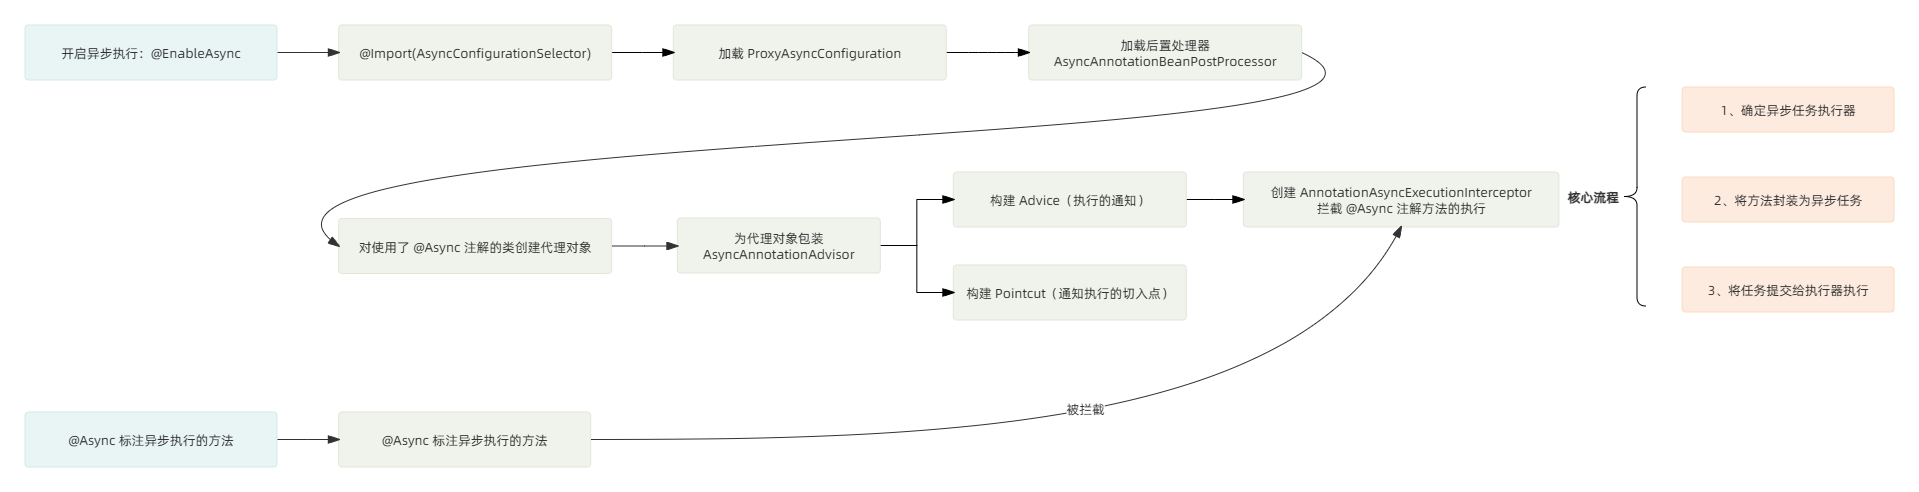 开启异步执行：@EnableAsync
@Import(AsyncConfigurationSelector)
加载 ProxyAsyncConfiguration
加载后置处理器
AsyncAnnotationBeanPostProcessor
对使用了 @Async 注解的类创建代理对象
为代理对象包装
AsyncAnnotationAdvisor
构建 Advice（执行的通知）
构建 Pointcut（通知执行的切入点）
创建 AnnotationAsyncExecutionInterceptor
拦截 @Async 注解方法的执行
核心流程
1、确定异步任务执行器
2、将方法封装为异步任务
3、将任务提交给执行器执行
@Async 标注异步执行的方法
@Async 标注异步执行的方法
被拦截